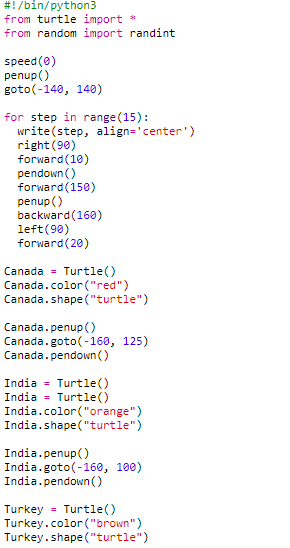 #!/bin/python3
from turtle import *
from random import randint

speed(0)
penup()
goto(-140, 140)

for step in range(15):
  write(step, align='center')
  right(90)
  forward(10)
  pendown()
  forward(150)
  penup()
  backward(160)
  left(90)
  forward(20)

Canada = Turtle()
Canada.color("red")
Canada.shape("turtle")

Canada.penup()
Canada.goto(-160, 125)
Canada.pendown()

India = Turtle()
India = Turtle()
India.color("orange")
India.shape("turtle")

India.penup()
India.goto(-160, 100)
India.pendown()

Turkey = Turtle()
Turkey.color("brown")
Turkey.shape("turtle")